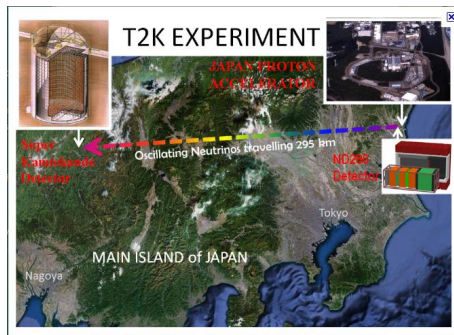 T2K EXPERIMENT
JAPAN PROTON
ACCELERATOR
Super
Kamiokande
Detector
Oscillating Neutrinos travelling 295 km
ND280
Detector
Tokyo
MAIN ISLAND of JAPAN
Nagoya